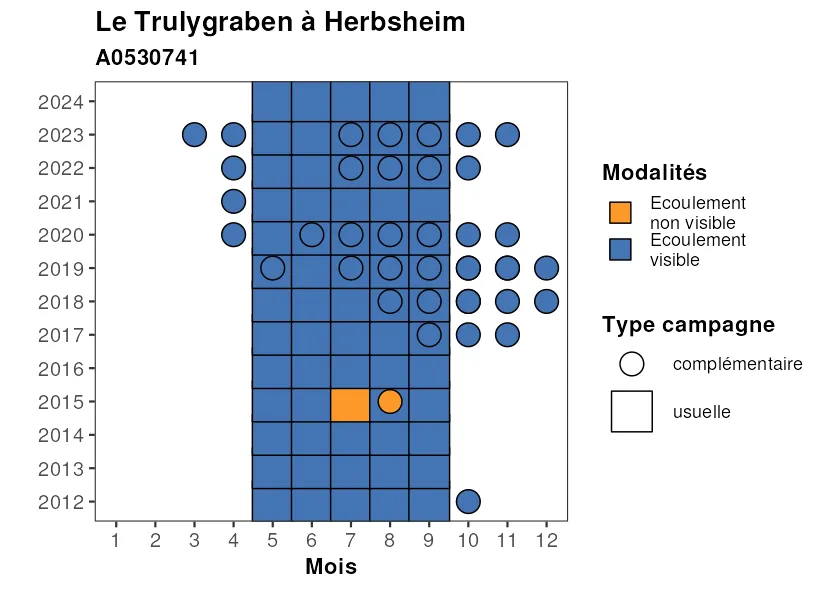 Le Trulygraben à Herbsheim
A0530741
2024
2023
2022
2021
2020
2019
2018
2017
2016
2015
2014
2013
2012
1 2 3 4 5 6 7 8 9 10 11 12
Mois
Modalités
Ecoulement
non visible
Ecoulement
visible
Type campagne
complémentaire
usuelle